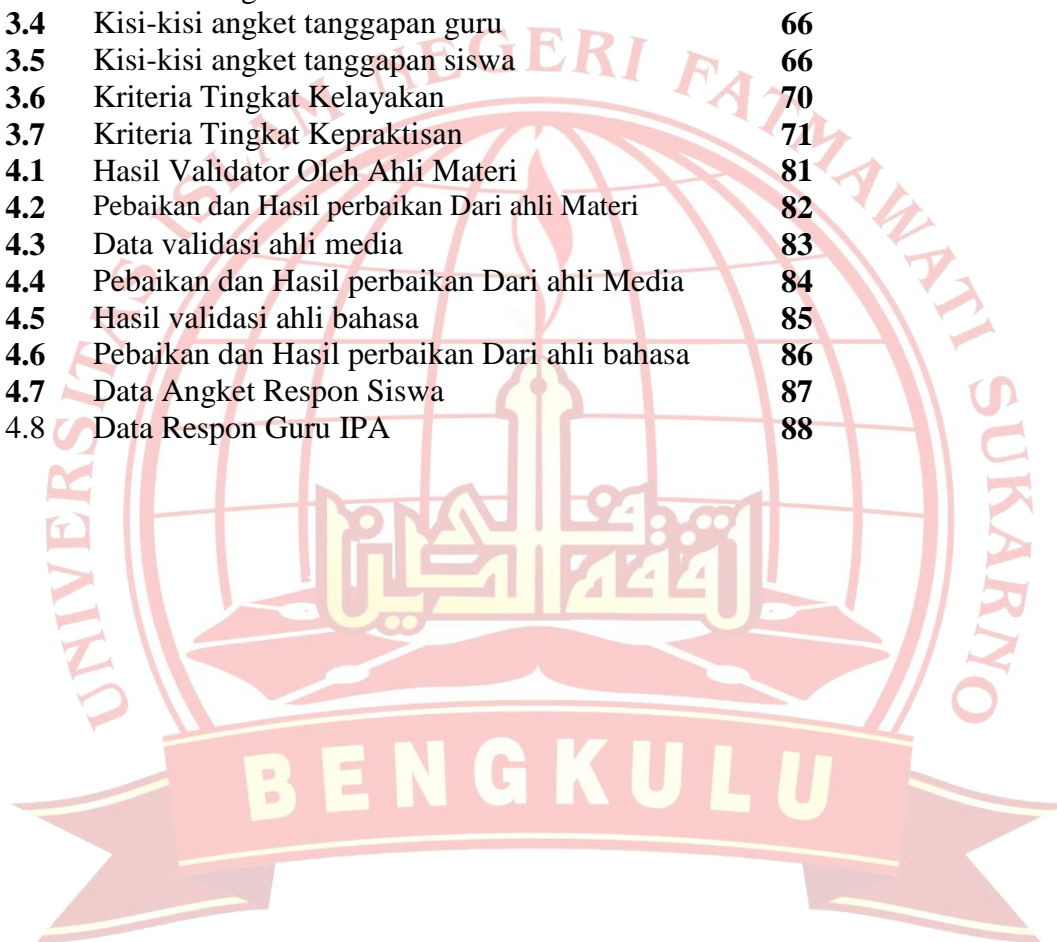 3.4 Kisi-kisi angket tanggapan guru 66
3.5 Kisi-kisi angket tanggapan siswa 66
3.6 Kriteria Tingkat Kelayakan 70
3.7 Kriteria Tingkat Kepraktisan 71
4.1 Hasil Validator Oleh Ahli Materi 81
4.2 Pebaikan dan Hasil perbaikan Dari ahli Materi 82
4.3 Data validasi ahli media 83
4.4 Pebaikan dan Hasil perbaikan Dari ahli Media 84
4.5 Hasil validasi ahli bahasa 85
4.6 Pebaikan dan Hasil perbaikan Dari ahli bahasa 86
4.7 Data Angket Respon Siswa 87
4.8 Data Respon Guru IPA 88
UNIVERSITAS ISLAM NEGERI FATMAWATI SUKARNO
BENGKULU